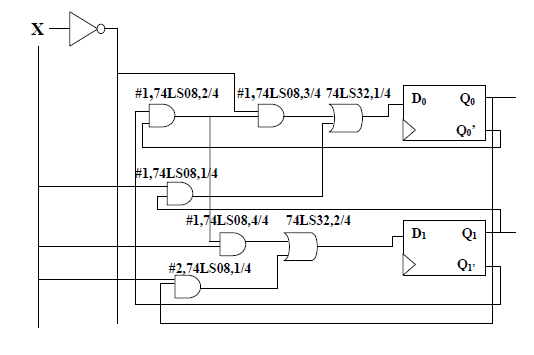 X
#1,74LS08,2/4 #1,74LS08,3/4 74LS32,1/4
D₀ Q₀
Q₀’
#1,74LS08,1/4
#1,74LS08,4/4 74LS32,2/4
D₁ Q₁
#2,74LS08,1/4
Q₁’